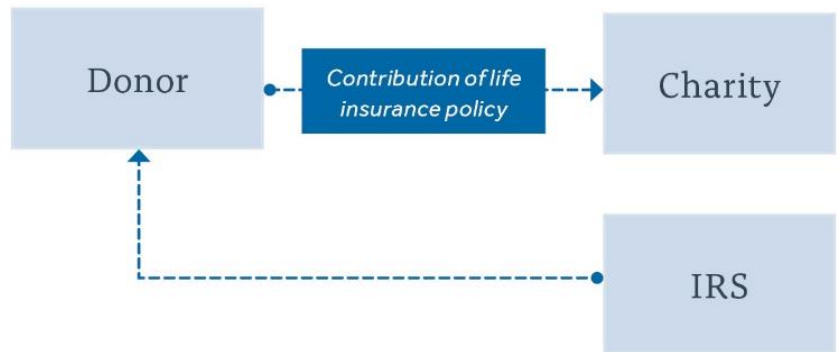 Donor
Contribution of life
insurance policy
Charity
IRS